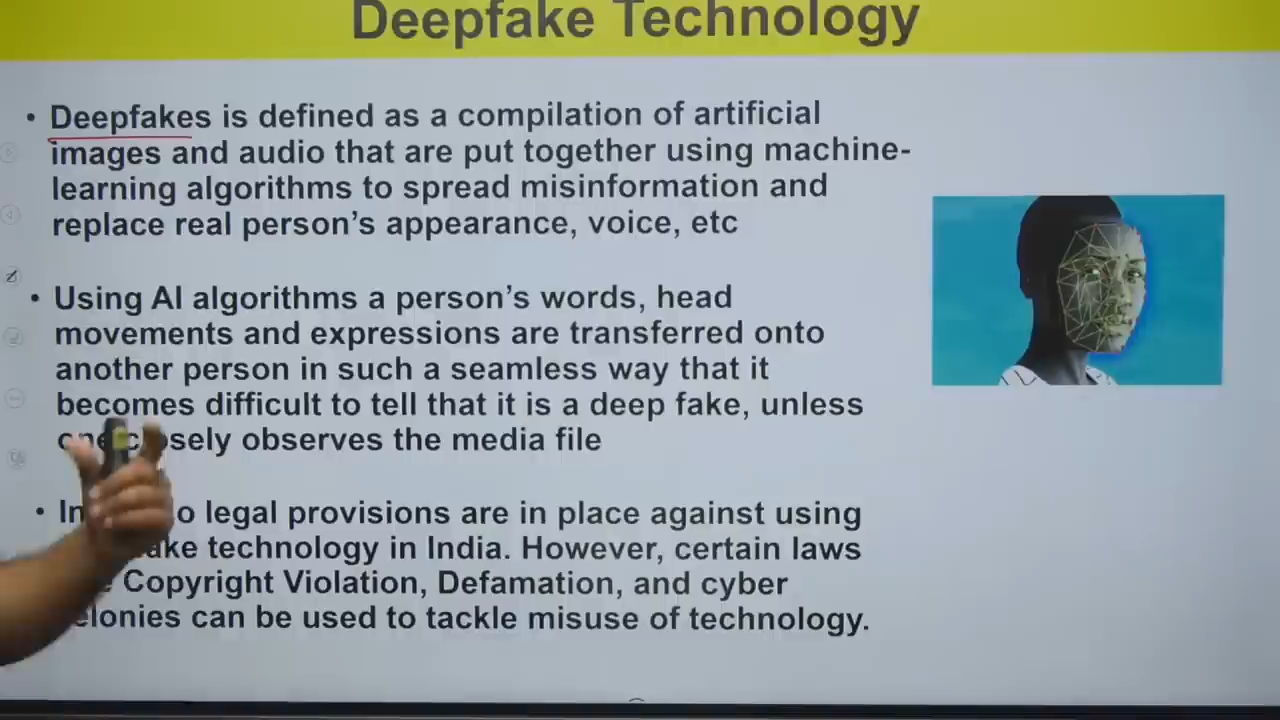 Deepfake Technology
• Deepfakes is defined as a compilation of artificial
images and audio that are put together using machine-
learning algorithms to spread misinformation and
replace real person's appearance, voice, etc
• Using AI algorithms a person's words, head
movements and expressions are transferred onto
another person in such a seamless way that it
becomes difficult to tell that it is a deep fake, unless
one closely observes the media file
• legal provisions are in place against using
technology in India. However, certain laws
Copyright Violation, Defamation, and cyber
can be used to tackle misuse of technology.